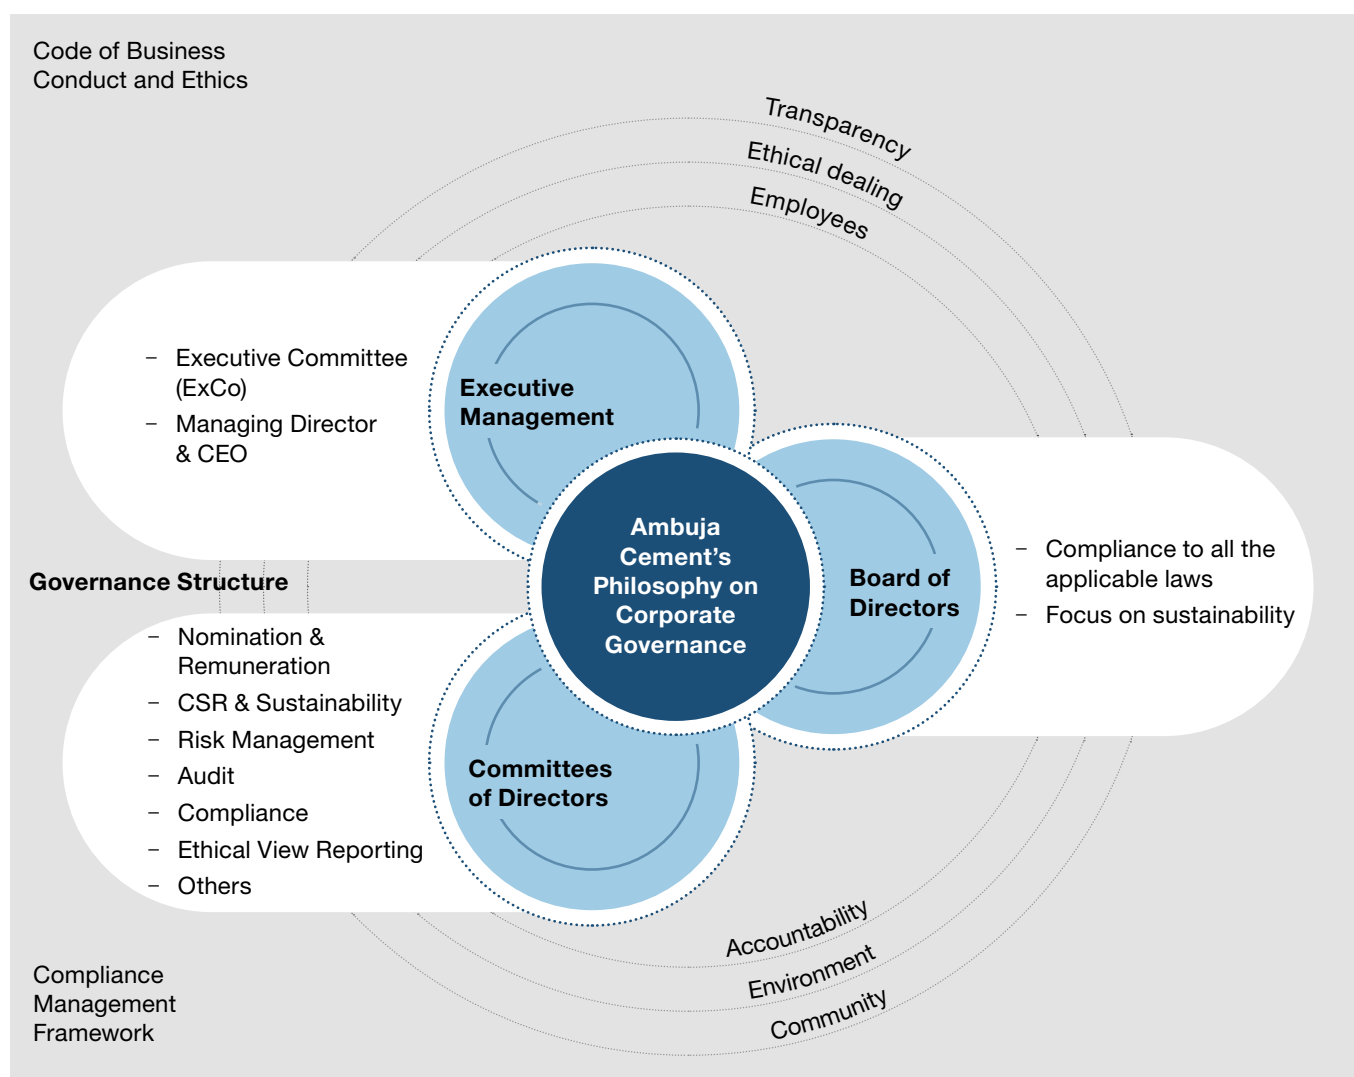 Code of Business
Conduct and Ethics
Transparency
Ethical dealing
Employees
– Executive Committee
(ExCo)
– Managing Director
& CEO
Executive
Management
Ambuja
Cement’s
Philosophy on
Corporate
Governance
Board of
Directors
– Compliance to all the
applicable laws
– Focus on sustainability
Governance Structure
– Nomination &
Remuneration
– CSR & Sustainability
– Risk Management
– Audit
– Compliance
– Ethical View Reporting
– Others
Committees
of Directors
Accountability
Environment
Community
Compliance
Management
Framework